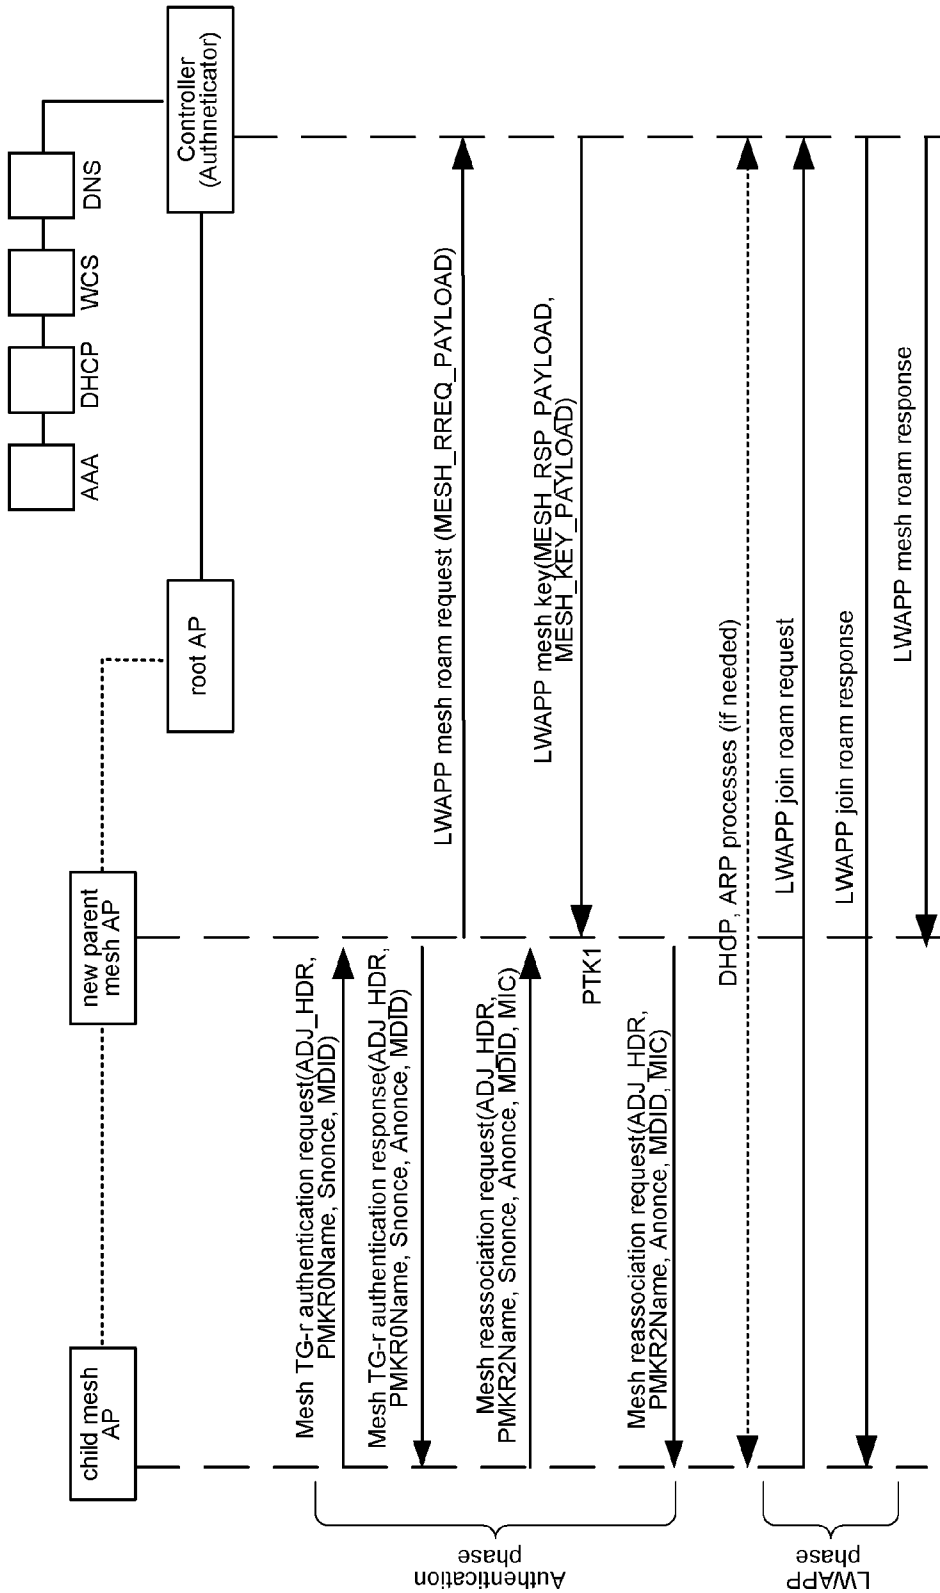 AAA
DHCP
WCS
DNS
child mesh
AP
new parent
mesh AP
root AP
Controller
(Authneticator)
Authentication
phase
Mesh TG-r authentication request(ADJ_HDR,
PMKR0Name, Snonce, MDID)
Mesh TG-r authentication response(ADJ_HDR,
PMKR0Name, Snonce, Anonce, MDID)
LWAPP mesh roam request (MESH_RREQ_PAYLOAD)
Mesh reassociation request(ADJ_HDR,
PMKR2Name, Snonce, Anonce, MDID, MIC)
LWAPP mesh key(MESH_RSP_PAYLOAD,
MESH_KEY_PAYLOAD)
PTK1
Mesh reassociation request(ADJ_HDR,
PMKR2Name, Anonce, MDID, MIC)
DHCP, ARP processes (if needed)
LWAPP
phase
LWAPP join roam request
LWAPP join roam response
LWAPP mesh roam response